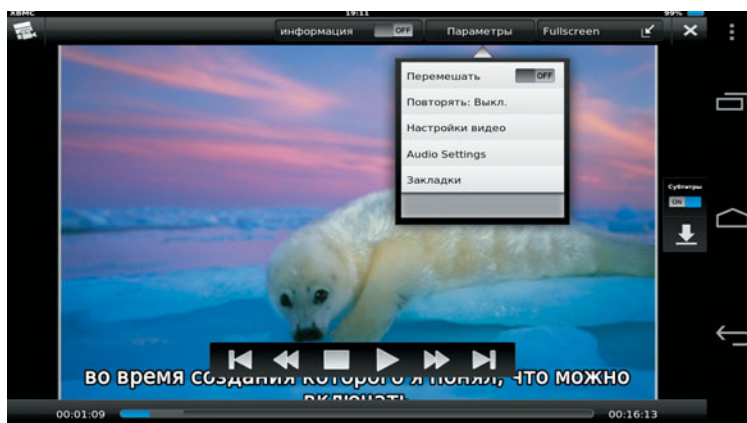 XBMC 19:11 99%
информация OFF Параметры Fullscreen
Перемешать OFF
Повторять: Выкл.
Настройки видео
Audio Settings
Закладки
Субтитры
ON
во время создания которого я понял, что можно
включать
00:01:09 00:16:13